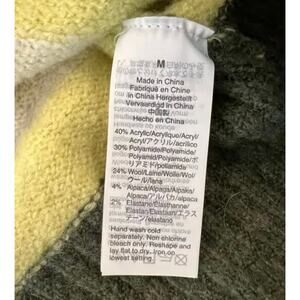 M
Made in China
Fabriqué en Chine
In China Hergestellt
Vervaardigd in China
中国製
Hecho en China
40% Acrylic/Acrylique/Acryl/
Acryl/アクリル/acrílico
30% Polyamide/Polyamide/
Polyamid/Polyamide/ポリ
アミド/poliamida
24% Wool/Laine/Wolle/Wol/
ウール/lana
4% Alpaca/Alpaga/Alpaka/
Alpaca/アルパカ/alpaca
2% Elastane/Elasthanne/
Elastan/Elastaan/エラス
テーン/elastano
Hand wash cold
separately. Non chlorine
bleach only. Reshape and
lay flat to dry. Iron on
lowest setting.